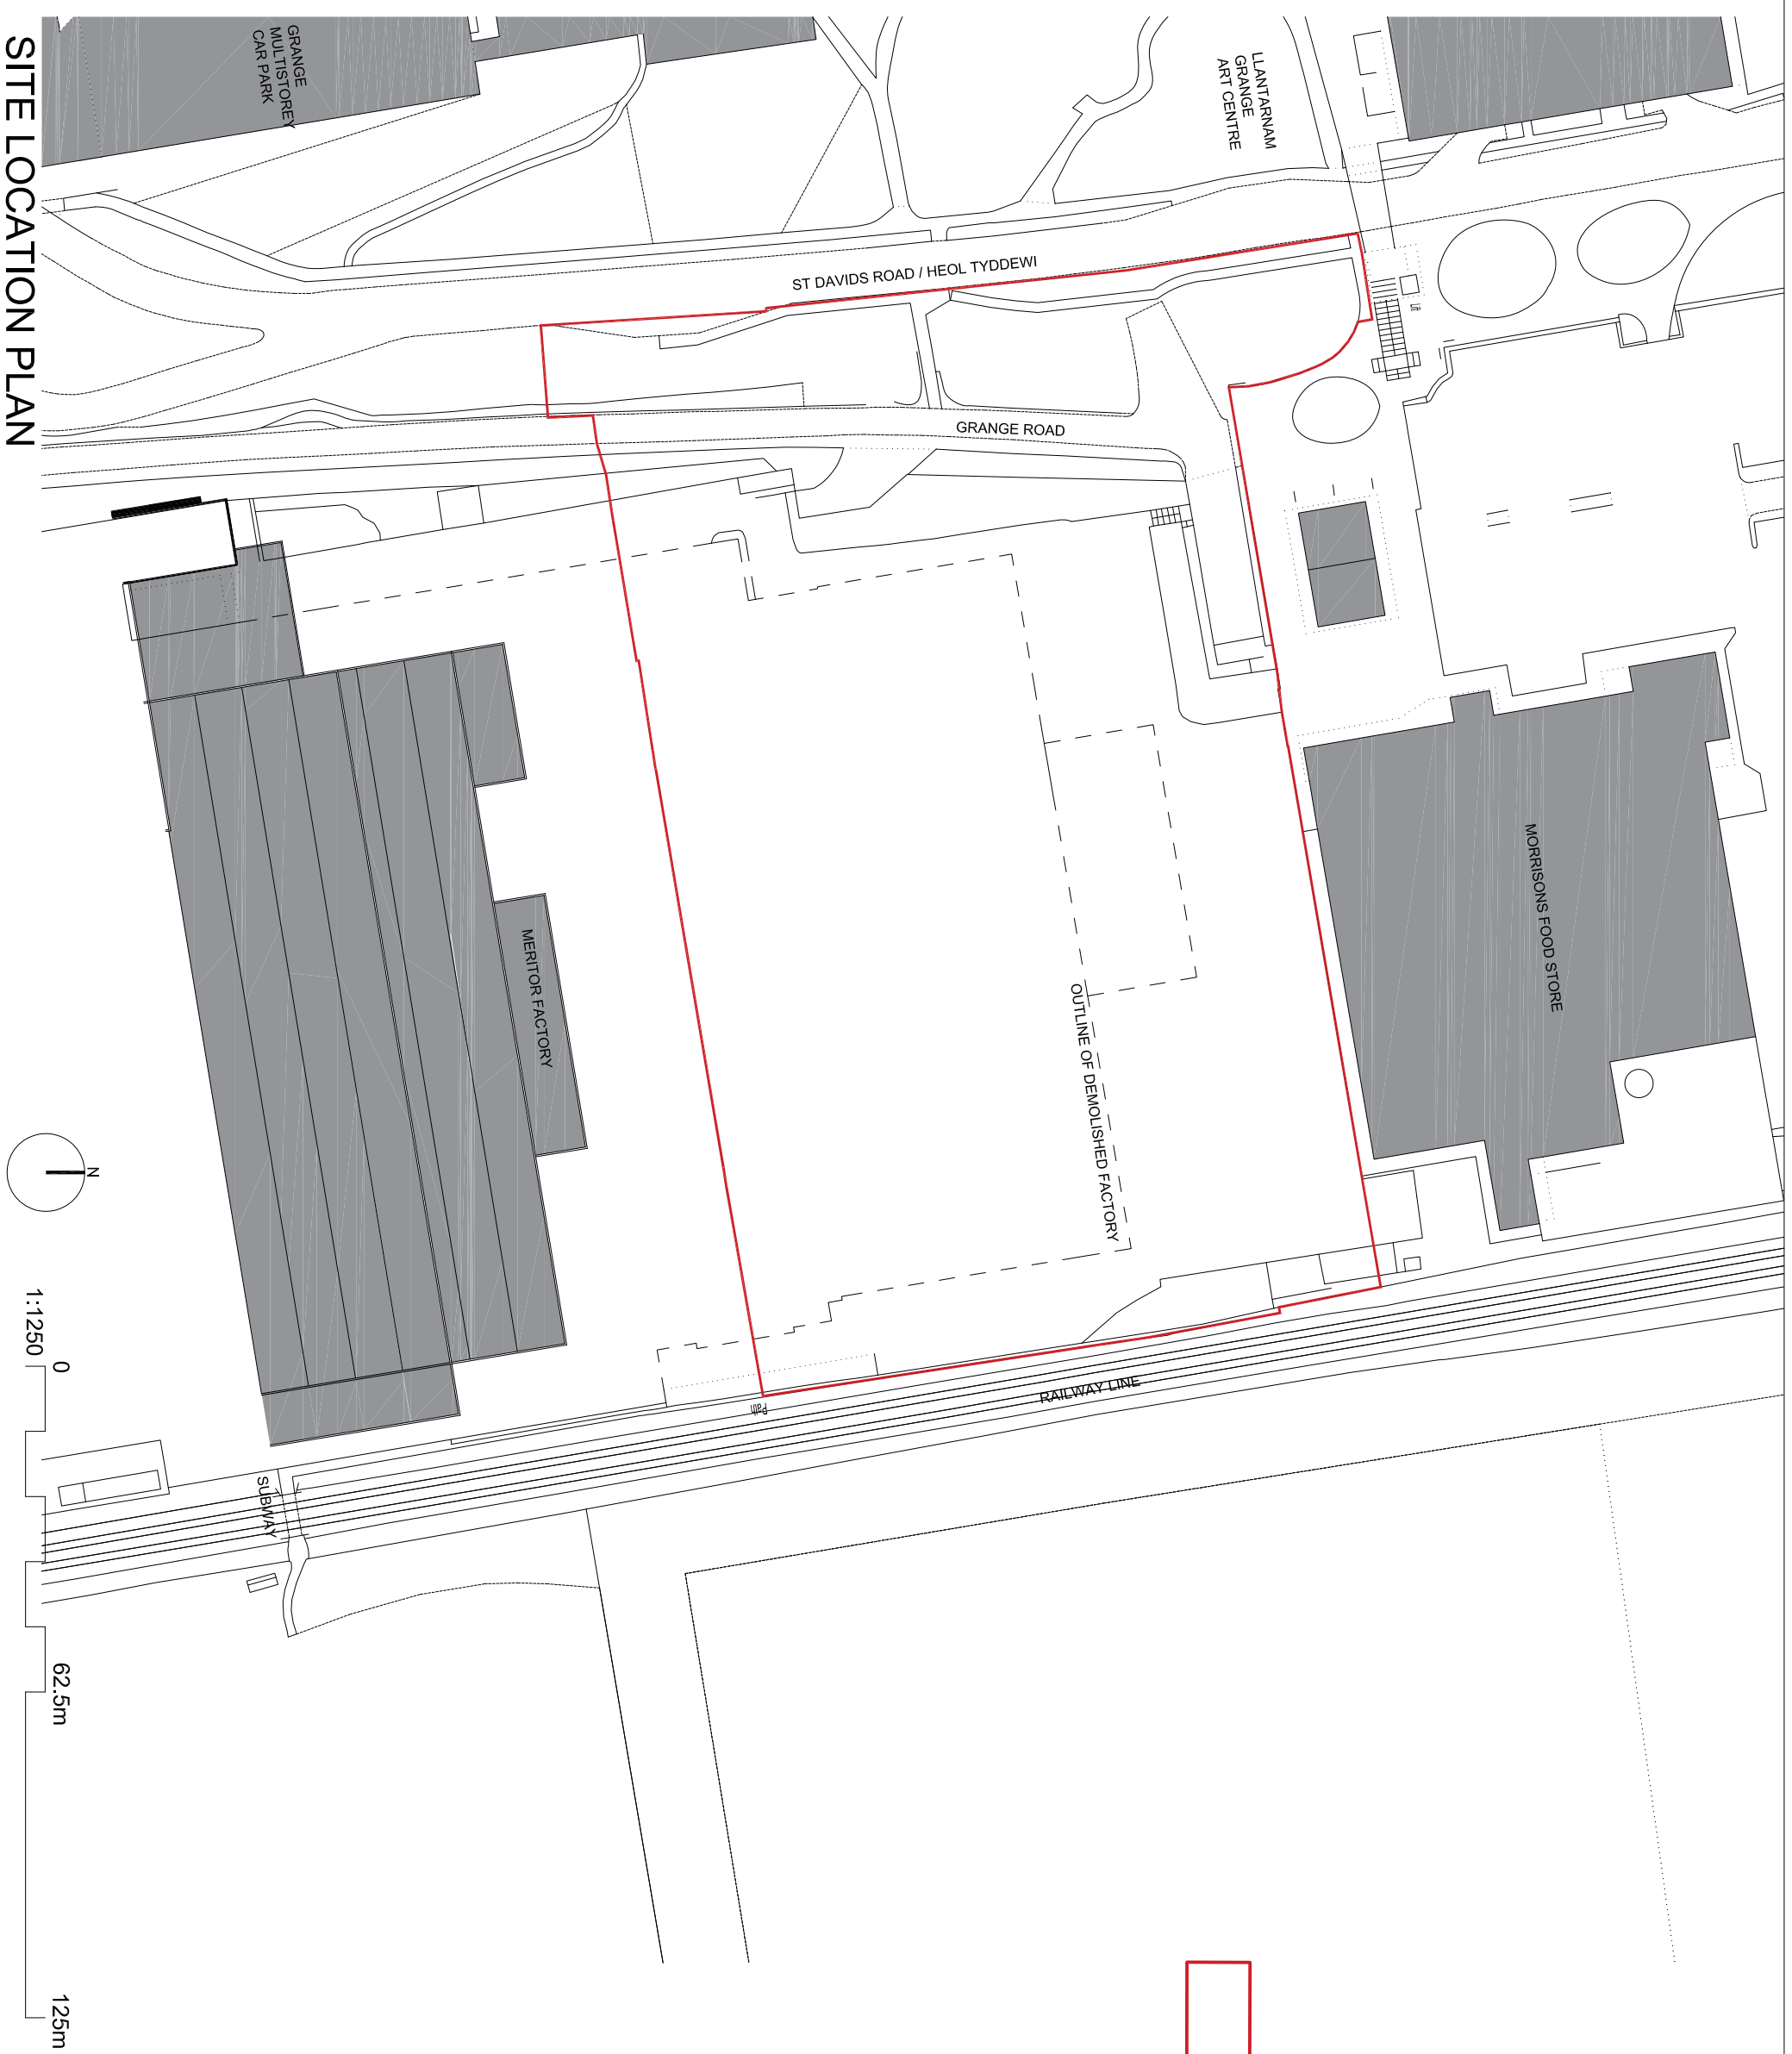 SITE LOCATION PLAN
GRANGE
MULTISTOREY
CAR PARK
LLANTARNAM
GRANGE
ART CENTRE
ST DAVIDS ROAD / HEOL TYDDEWI
Lift
GRANGE ROAD
MORRISONS FOOD STORE
MERITOR FACTORY
OUTLINE OF DEMOLISHED FACTORY
RAILWAY LINE
Path
SUBWAY
N
1:1250
0
62.5m
125m